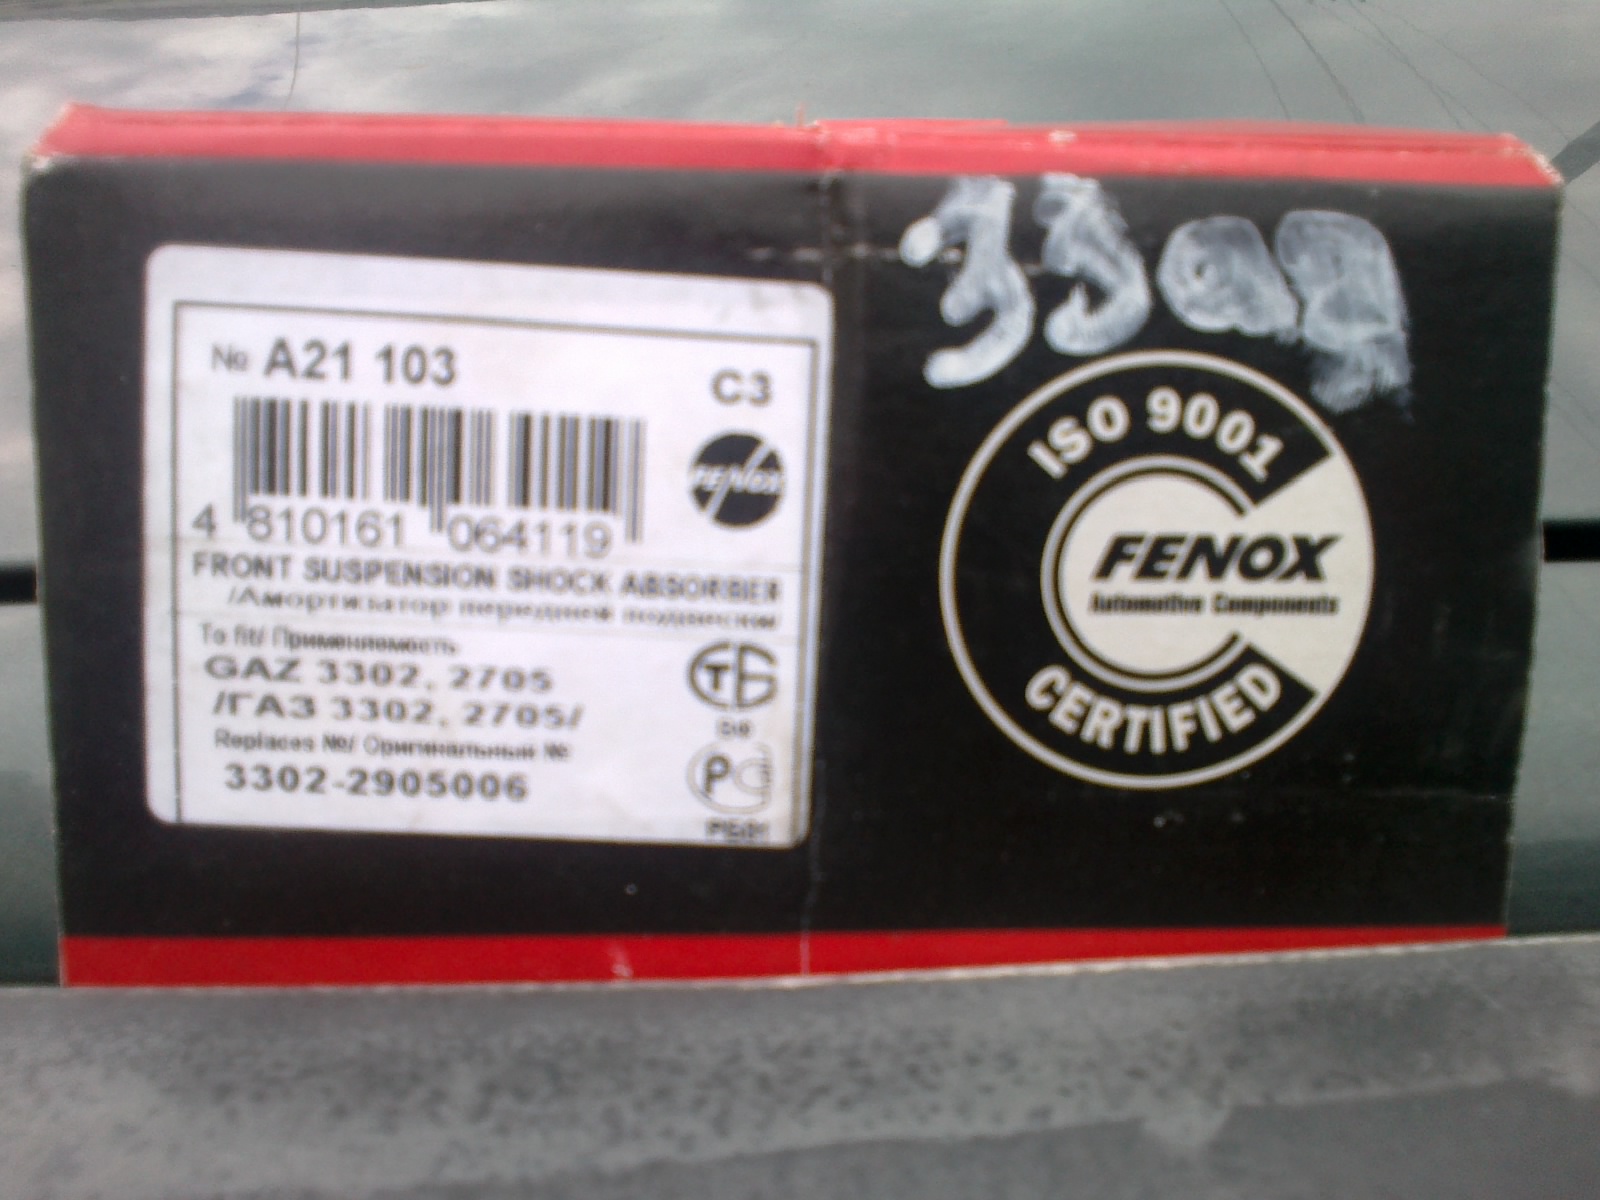 № A21 103
C3
FENOX
4 810161 064119
FRONT SUSPENSION SHOCK ABSORBER
/Амортизатор передней подвески
To fit/ Применяемость
GAZ 3302, 2705
/ГАЗ 3302, 2705/
Replaces №/ Оригинальный №
3302-2905006
ISO 9001
FENOX
Automotive Components
CERTIFIED